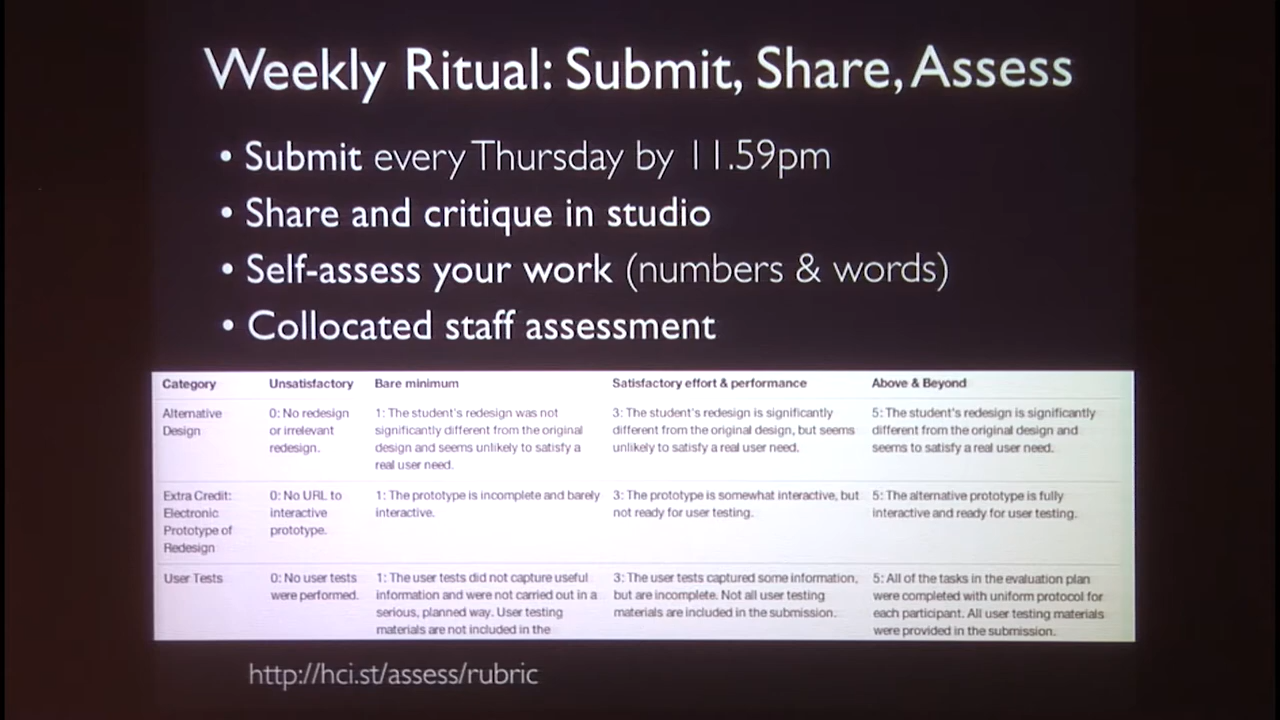 Weekly Ritual: Submit, Share, Assess
• Submit every Thursday by 11.59pm
• Share and critique in studio
• Self-assess your work (numbers & words)
• Collocated staff assessment
Category Unsatisfactory Bare minimum Satisfactory effort & performance Above & Beyond
Alternative 0: No redesign 1: The student's redesign was not 3: The student's redesign is significantly 5: The student's redesign is significantly
Design or irrelevant significantly different from the original different from the original design, but seems different from the original design and
redesign. design and seems unlikely to satisfy a unlikely to satisfy a real user need. seems to satisfy a real user need.
real user need.
Extra Credit: 0: No URL to 1: The prototype is incomplete and barely 3: The prototype is somewhat interactive, but 5: The alternative prototype is fully
Electronic interactive interactive. not ready for user testing. interactive and ready for user testing.
Prototype of prototype.
Redesign
User Tests 0: No user tests 1: The user tests did not capture useful 3: The user tests captured some information, 5: All of the tasks in the evaluation plan
were performed. information and were not carried out in a but are incomplete. Not all user testing were completed with uniform protocol for
serious, planned way. User testing materials are included in the submission. each participant. All user testing materials
materials are not included in the were provided in the submission.
http://hci.st/assess/rubric